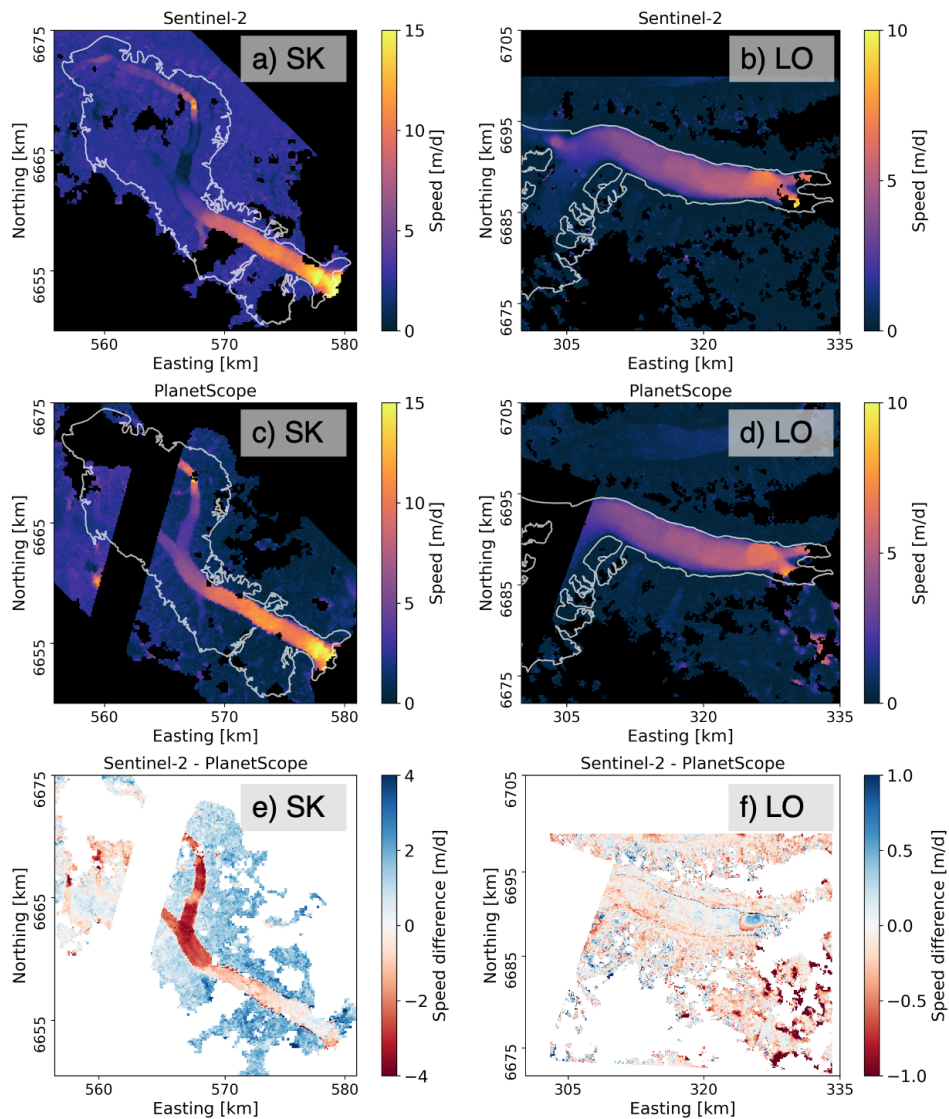 Sentinel-2
a) SK
6675
6665
6655
Northing [km]
560
570
580
Easting [km]
15
10
5
0
Speed [m/d]
Sentinel-2
b) LO
6705
6695
6685
6675
Northing [km]
305
320
335
Easting [km]
10
5
0
Speed [m/d]
PlanetScope
c) SK
6675
6665
6655
Northing [km]
560
570
580
Easting [km]
15
10
5
0
Speed [m/d]
PlanetScope
d) LO
6705
6695
6685
6675
Northing [km]
305
320
335
Easting [km]
10
5
0
Speed [m/d]
Sentinel-2 - PlanetScope
e) SK
6675
6665
6655
Northing [km]
560
570
580
Easting [km]
4
2
0
−2
−4
Speed difference [m/d]
Sentinel-2 - PlanetScope
f) LO
6705
6695
6685
6675
Northing [km]
305
320
335
Easting [km]
1.0
0.5
0.0
−0.5
−1.0
Speed difference [m/d]